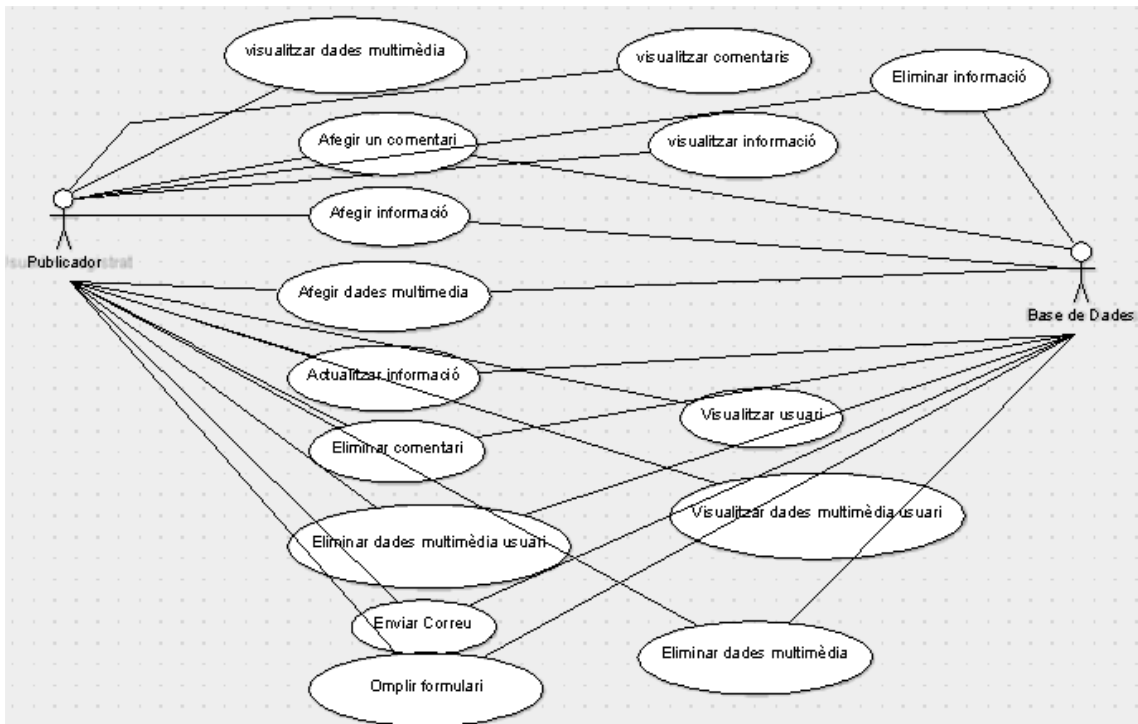 visualitzar dades multimèdia
visualitzar comentaris
Eliminar informació
Afegir un comentari
visualitzar informació
Afegir informació
Publicador
Base de Dades
Afegir dades multimedia
Actualitzar informació
Visualitzar usuari
Eliminar comentari
Visualitzar dades multimèdia usuari
Eliminar dades multimèdia usuari
Enviar Correu
Eliminar dades multimèdia
Omplir formulari